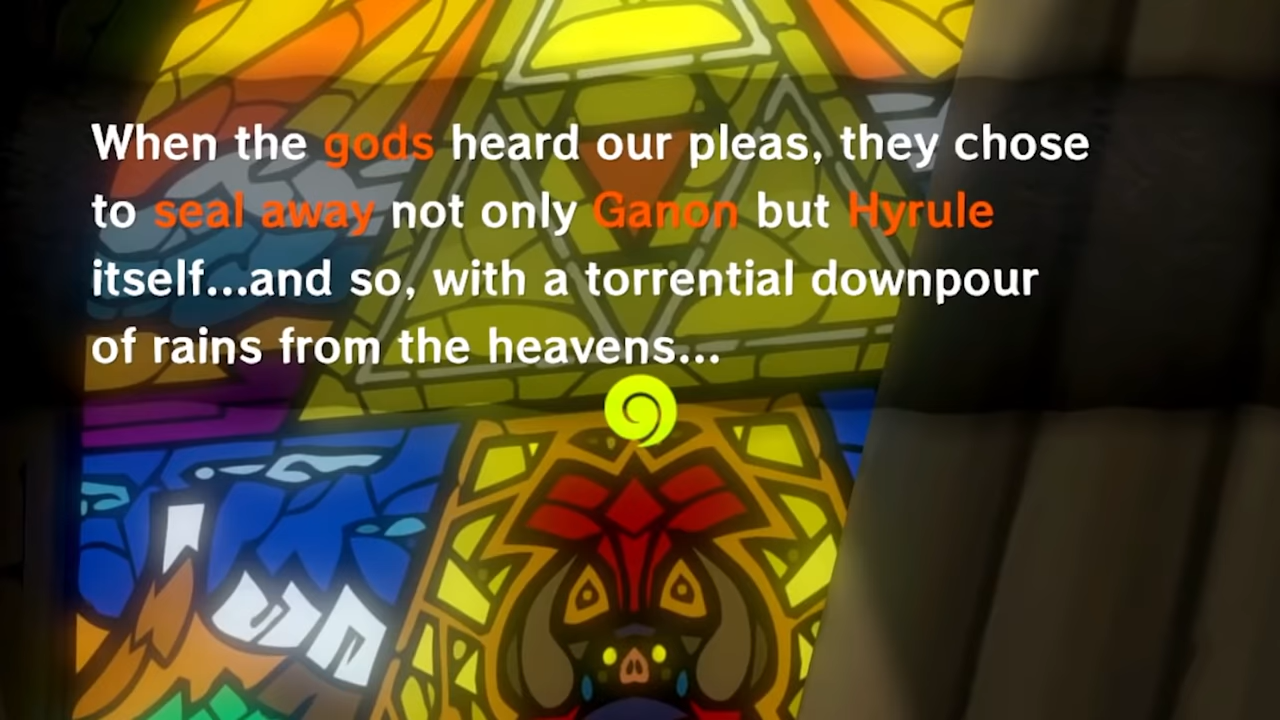 When the gods heard our pleas, they chose
to seal away not only Ganon but Hyrule
itself...and so, with a torrential downpour
of rains from the heavens...